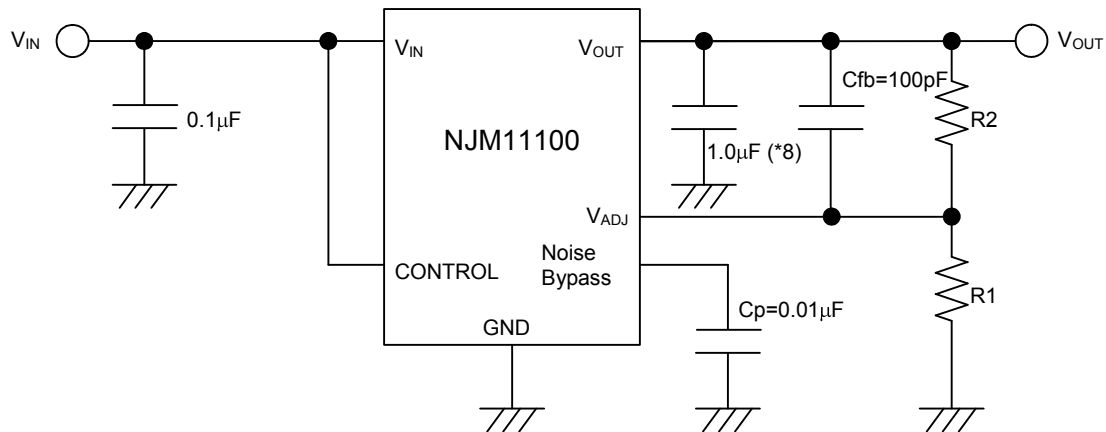 VIN
VIN
VOUT
VOUT
Cfb=100pF
R2
0.1μF
NJM11100
1.0μF (*8)
VADJ
Noise
Bypass
CONTROL
R1
Cp=0.01μF
GND